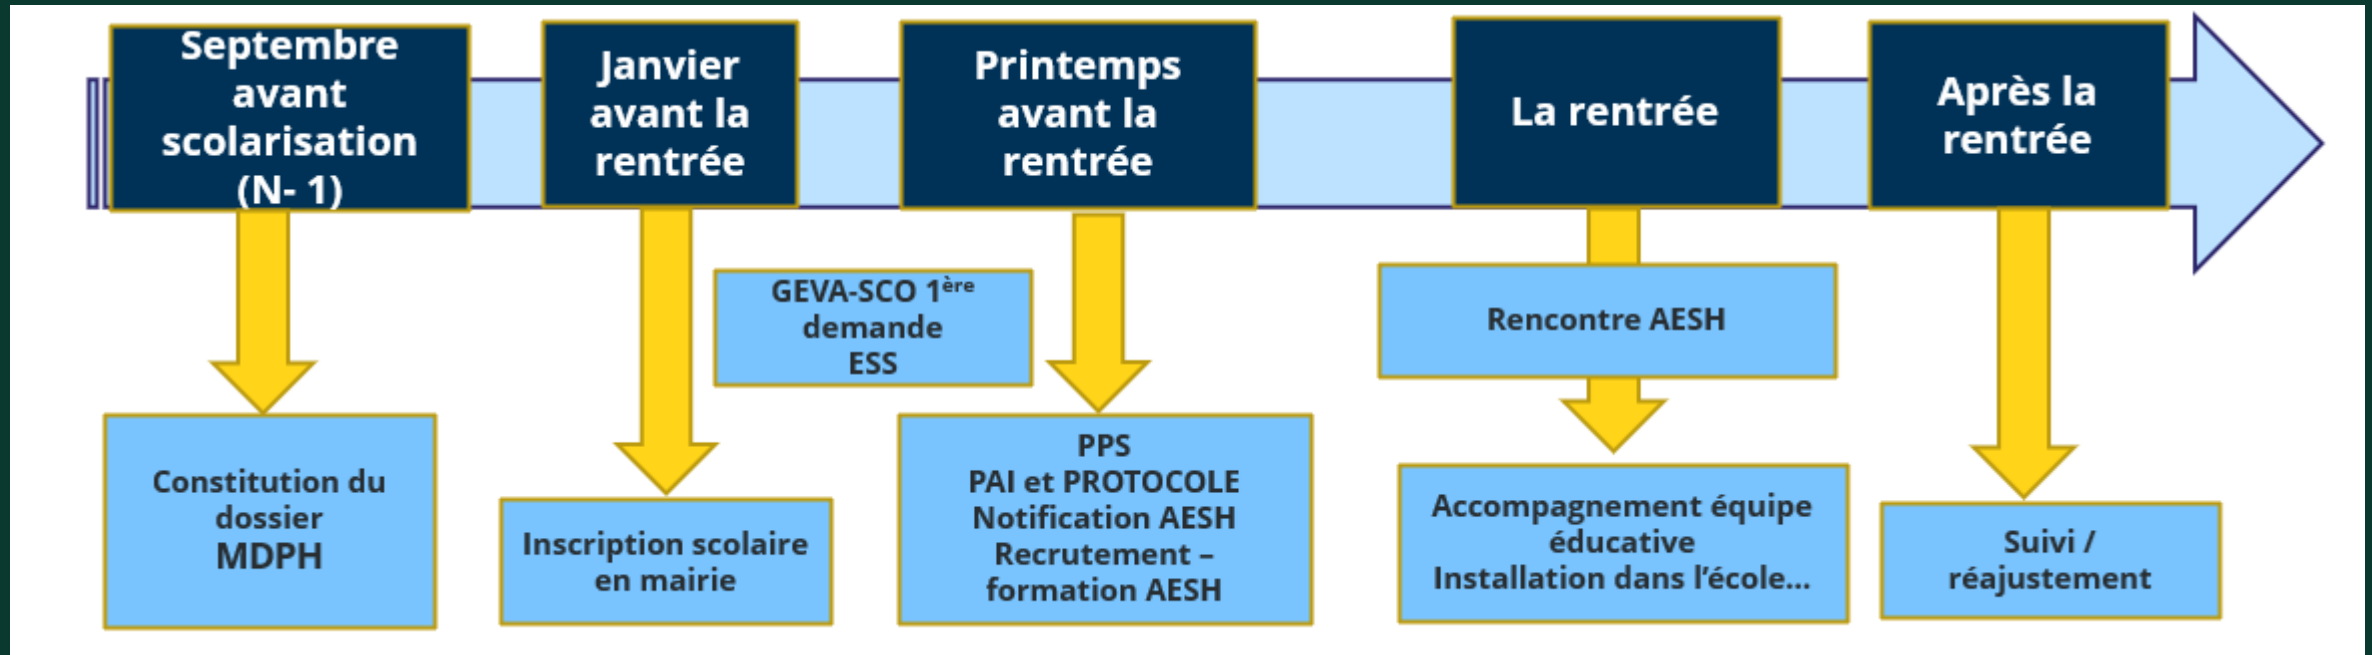 Septembre
avant
scolarisation
(N- 1)
Janvier
avant la
rentrée
Printemps
avant la
rentrée
La rentrée
Après la
rentrée
GEVA-SCO 1ère
demande
ESS
Rencontre AESH
Constitution du
dossier
MDPH
Inscription scolaire
en mairie
PPS
PAI et PROTOCOLE
Notification AESH
Recrutement –
formation AESH
Accompagnement équipe
éducative
Installation dans l’école…
Suivi /
réajustement